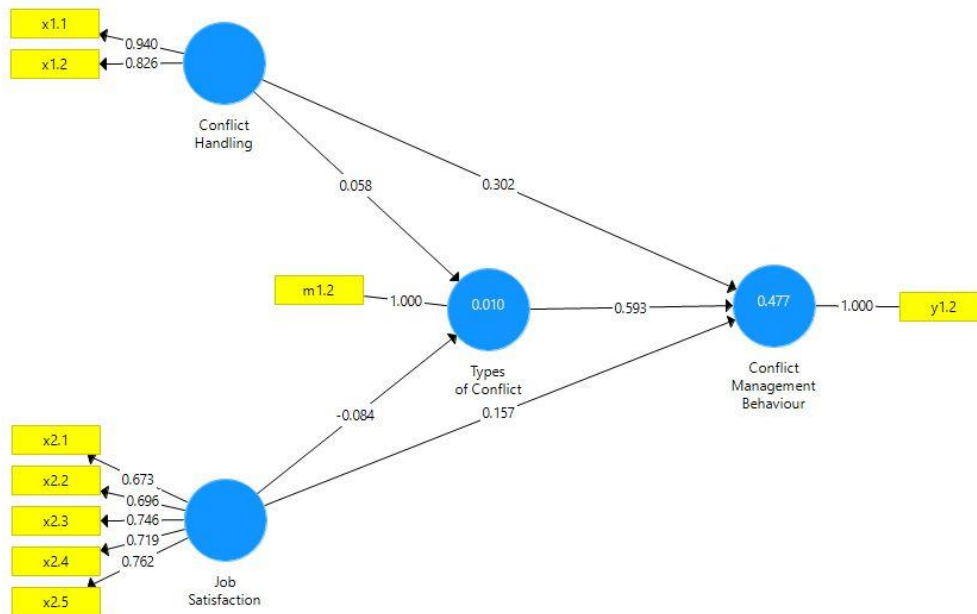 x1.1
0.940
x1.2
0.826
Conflict
Handling
0.058
0.302
m1.2
1.000
0.010
0.593
0.477
1.000
y1.2
Types
of Conflict
Conflict
Management
Behaviour
-0.084
0.157
x2.1
0.673
x2.2
0.696
x2.3
0.746
x2.4
0.719
x2.5
0.762
Job
Satisfaction